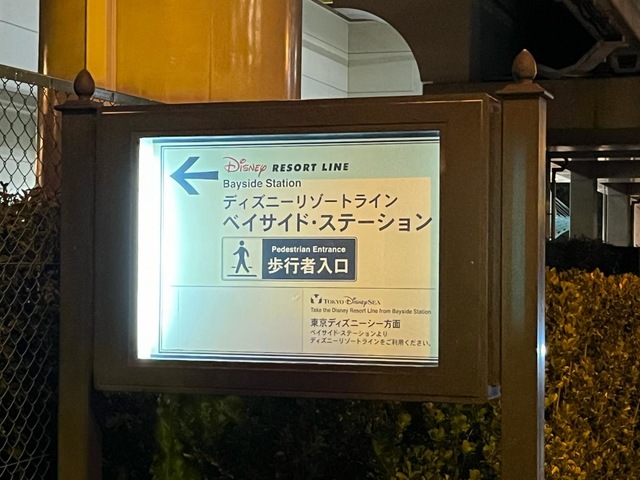 Disney RESORT LINE
Bayside Station
ディズニーリゾートライン
ベイサイド・ステーション
Pedestrian Entrance
歩行者入口
TOKYO DisneySEA
Take the Disney Resort Line from Bayside Station
東京ディズニーシー方面
ベイサイド・ステーションより
ディズニーリゾートラインをご利用ください。